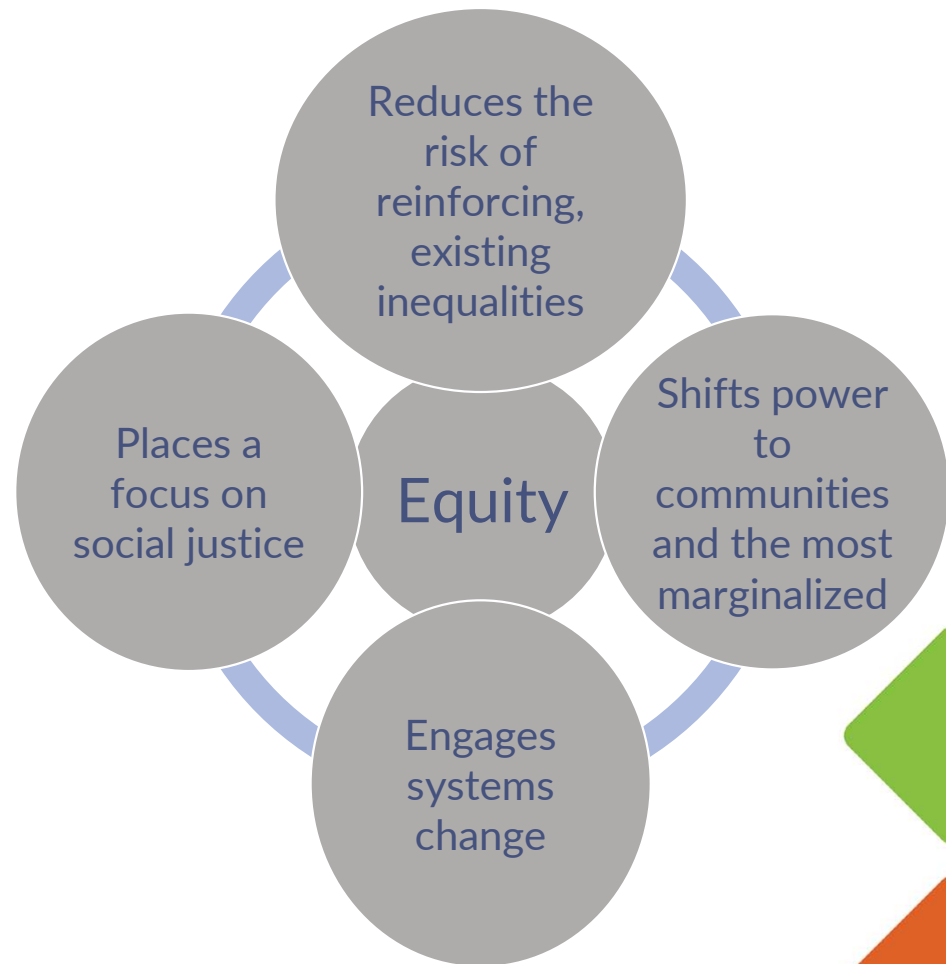 Reduces the
risk of
reinforcing,
existing
inequalities
Places a
focus on
social justice
Equity
Shifts power
to
communities
and the most
marginalized
Engages
systems
change